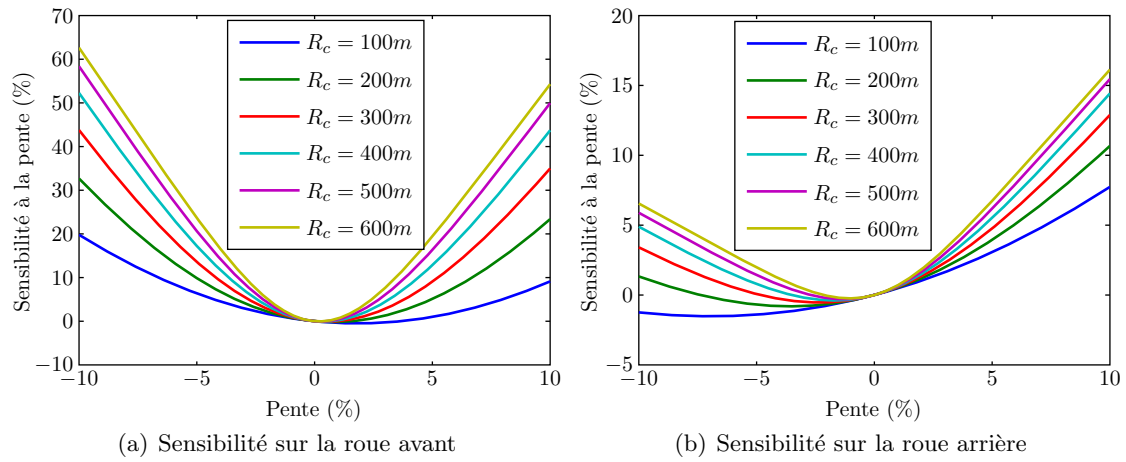 70
60
50
40
30
20
10
0
−10
Sensibilité à la pente (%)
R_c = 100m
R_c = 200m
R_c = 300m
R_c = 400m
R_c = 500m
R_c = 600m
−10 −5 0 5 10
Pente (%)
(a) Sensibilité sur la roue avant
20
15
10
5
0
−5
Sensibilité à la pente (%)
R_c = 100m
R_c = 200m
R_c = 300m
R_c = 400m
R_c = 500m
R_c = 600m
−10 −5 0 5 10
Pente (%)
(b) Sensibilité sur la roue arrière